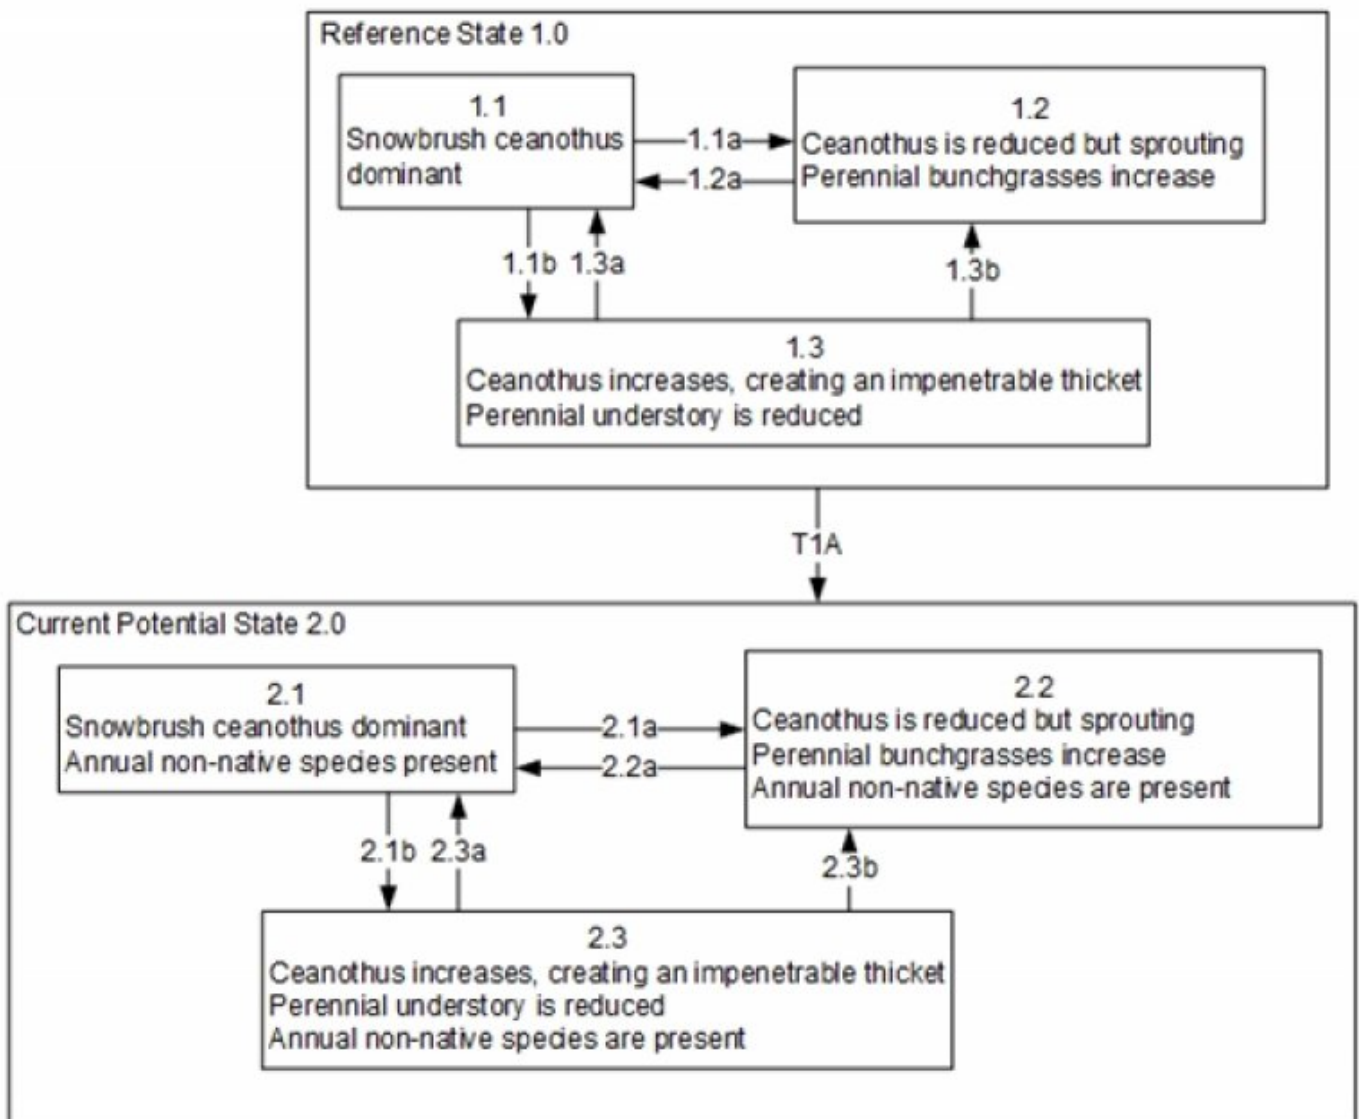 Reference State 1.0
1.1
Snowbrush ceanothus
dominant
1.1a
1.2a
1.2
Ceanothus is reduced but sprouting
Perennial bunchgrasses increase
1.1b
1.3a
1.3b
1.3
Ceanothus increases, creating an impenetrable thicket
Perennial understory is reduced
T1A
Current Potential State 2.0
2.1
Snowbrush ceanothus dominant
Annual non-native species present
2.1a
2.2a
2.2
Ceanothus is reduced but sprouting
Perennial bunchgrasses increase
Annual non-native species are present
2.1b
2.3a
2.3b
2.3
Ceanothus increases, creating an impenetrable thicket
Perennial understory is reduced
Annual non-native species are present